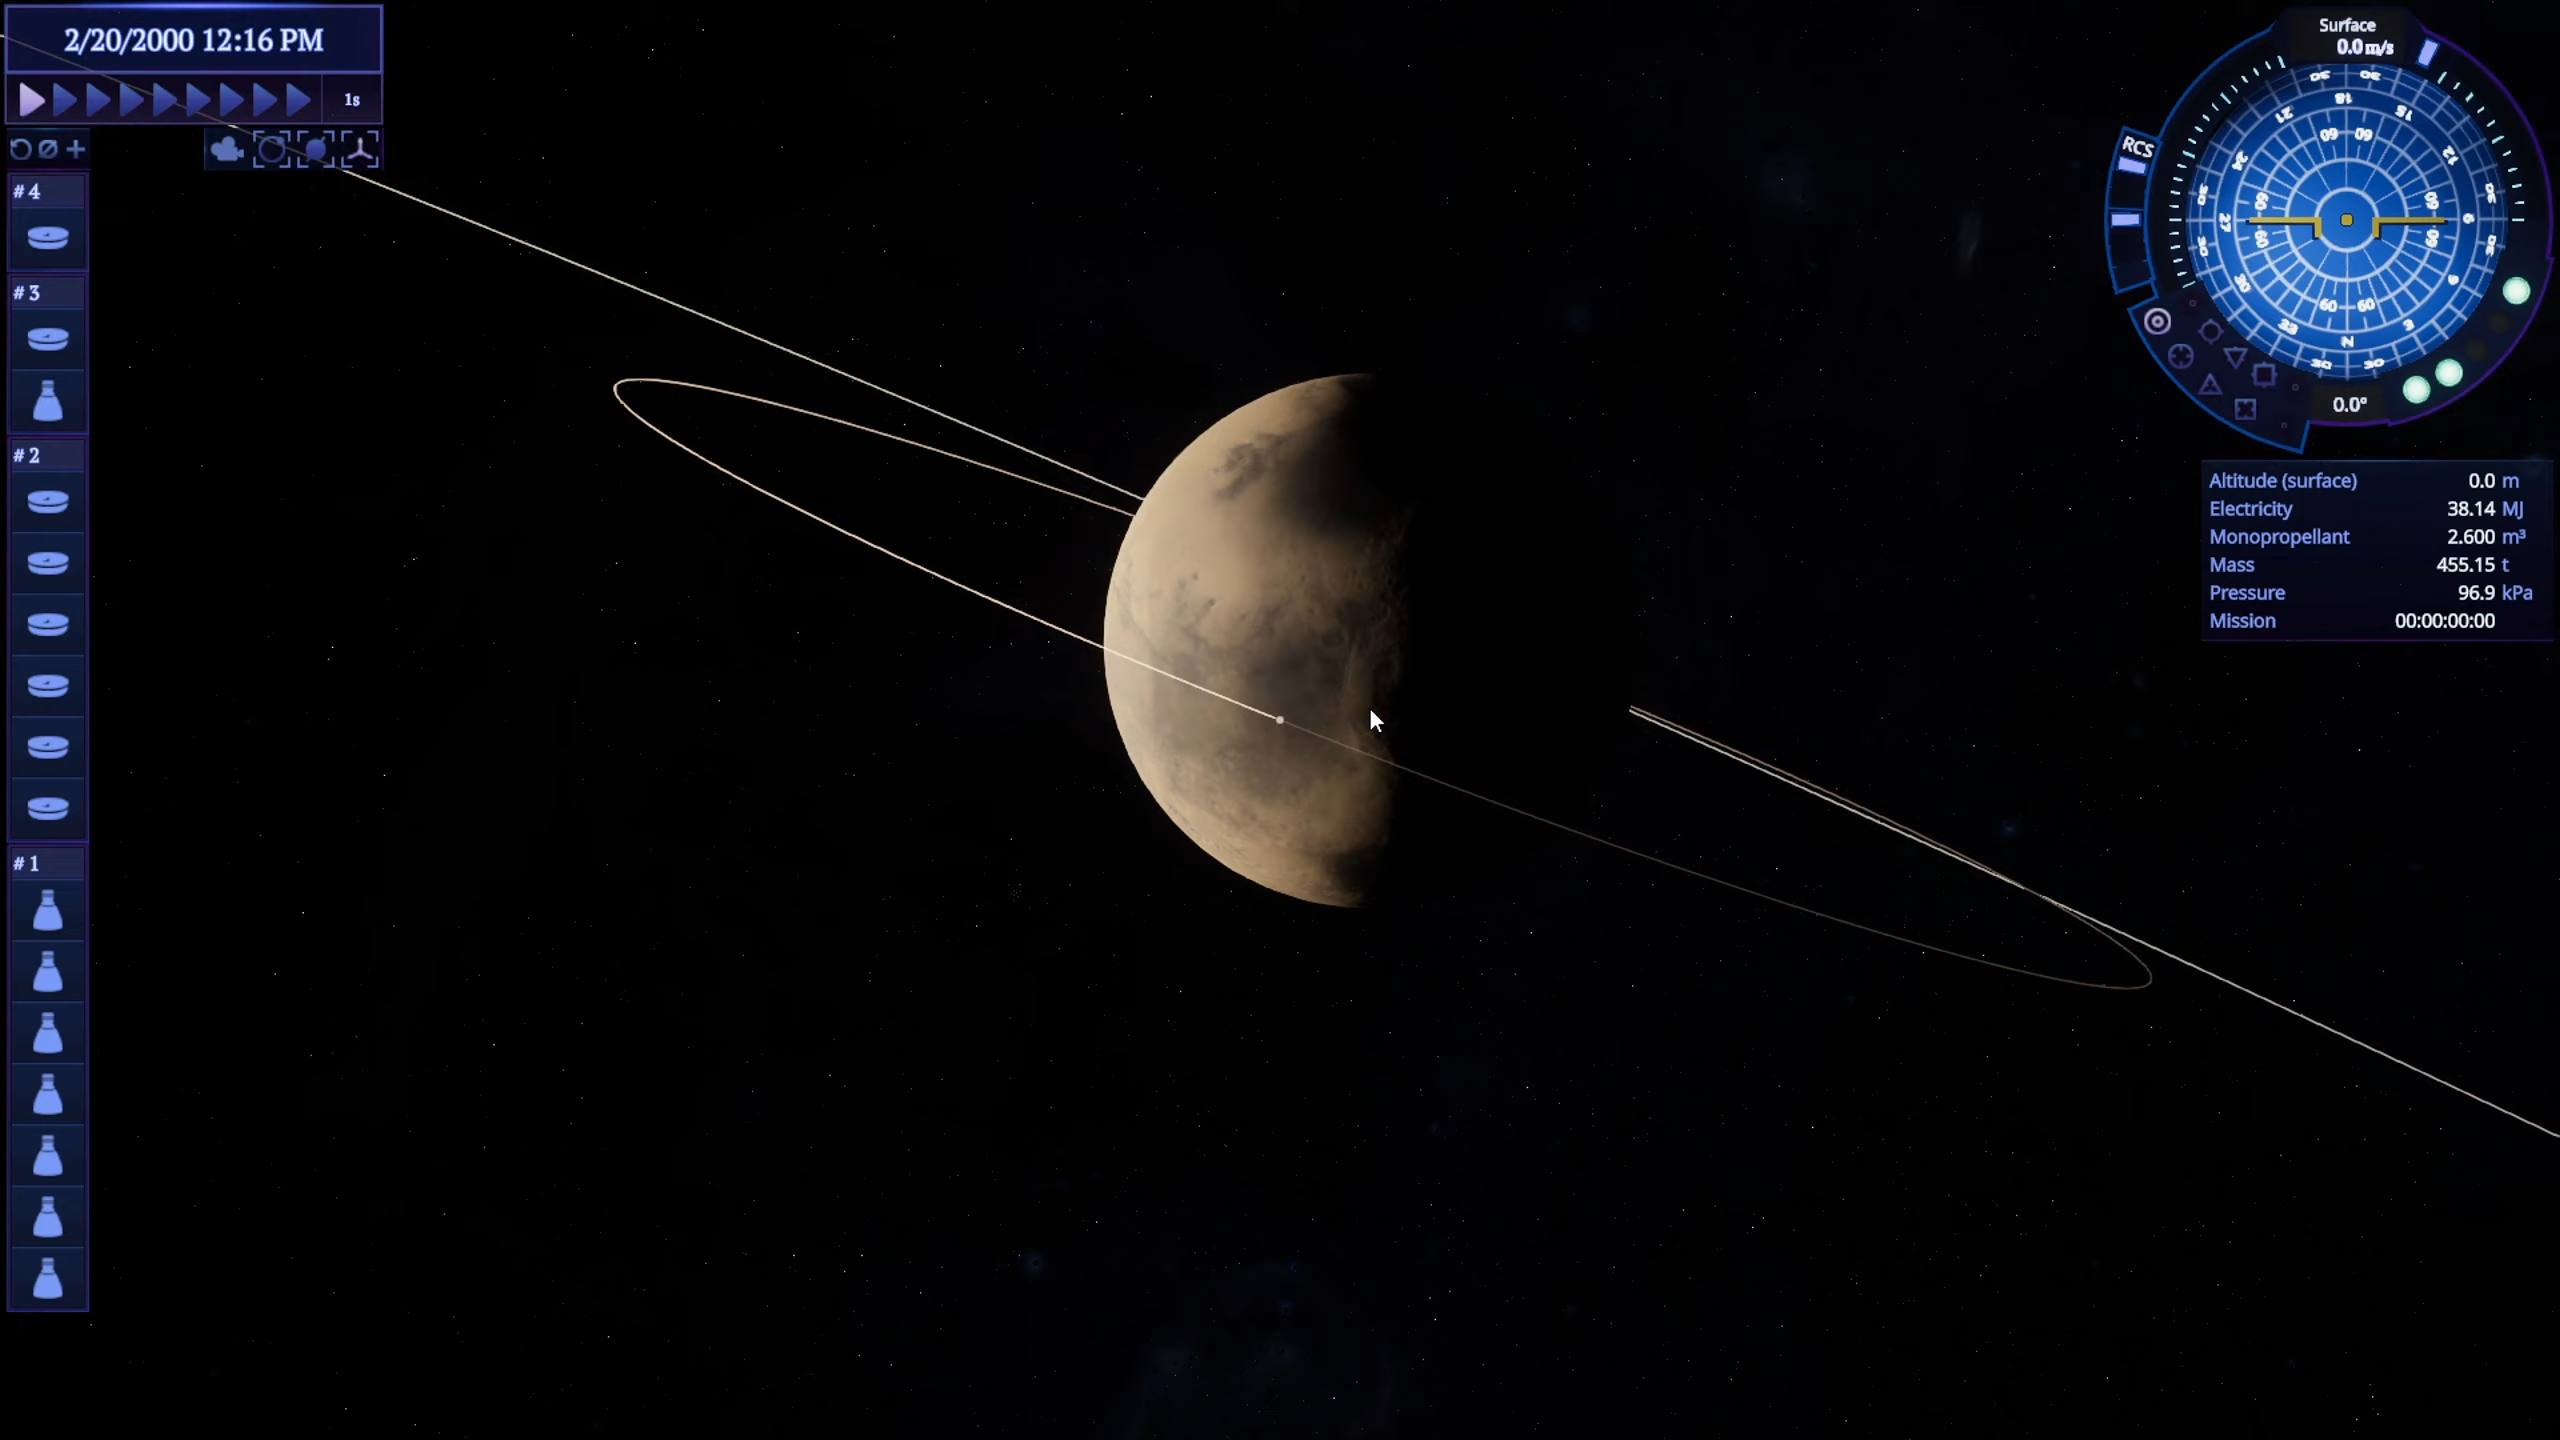 2/20/2000 12:16 PM
1s
# 4
# 3
# 2
# 1
Surface
0.0 m/s
RCS
0.0°
Altitude (surface) 0.0 m
Electricity 38.14 MJ
Monopropellant 2.600 m³
Mass 455.15 t
Pressure 96.9 kPa
Mission 00:00:00:00